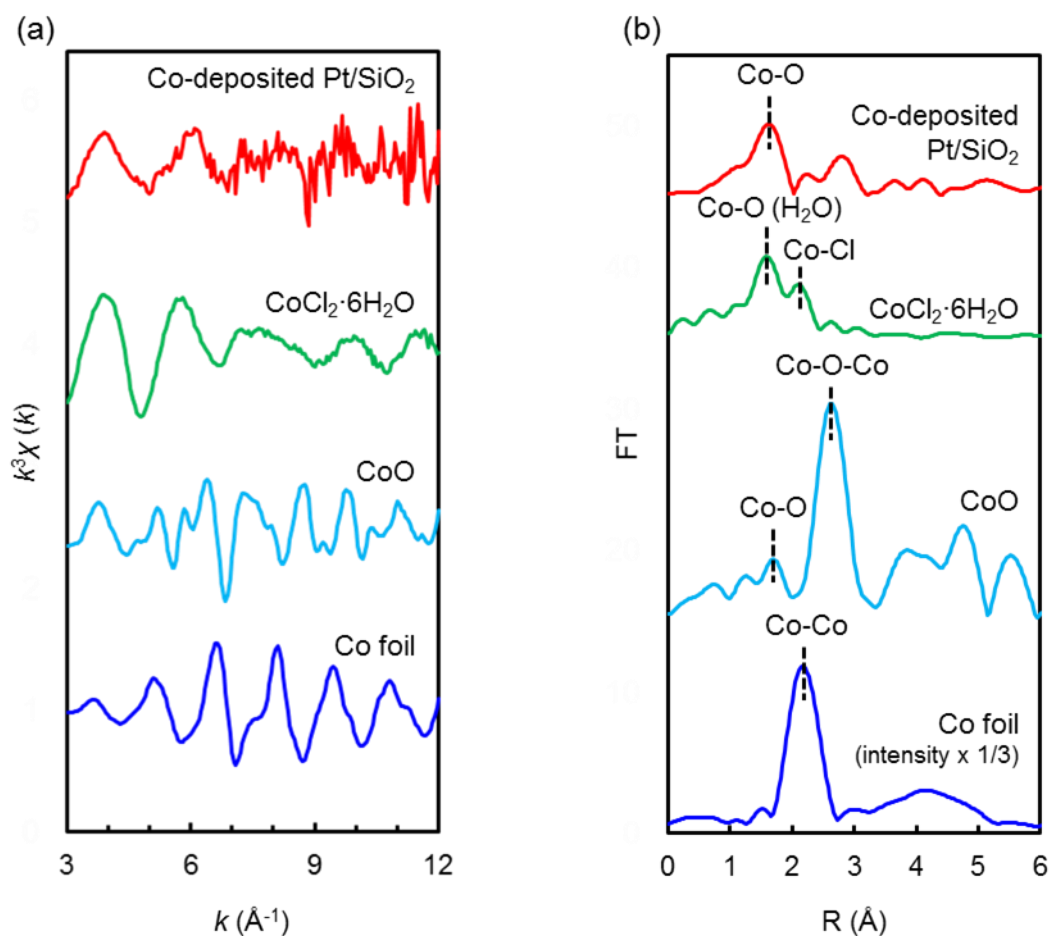 (a)
Co-deposited Pt/SiO₂
CoCl₂·6H₂O
CoO
Co foil
k³χ (k)
6
5
4
3
2
1
0
3
6
9
12
k (Å⁻¹)
(b)
Co-O
Co-deposited
Pt/SiO₂
Co-O (H₂O)
Co-Cl
CoCl₂·6H₂O
Co-O-Co
Co-O
CoO
Co-Co
Co foil
(intensity x 1/3)
FT
50
40
30
20
10
0
0
1
2
3
4
5
6
R (Å)